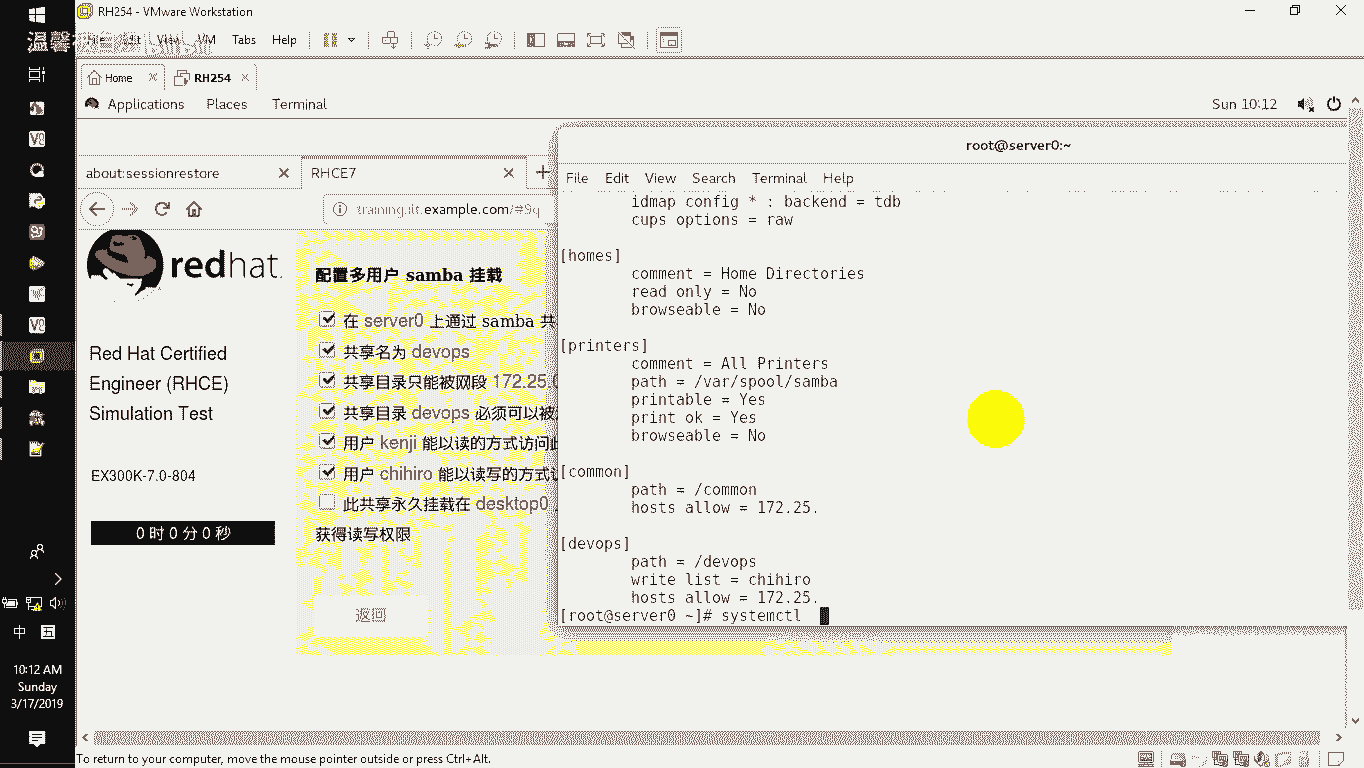 RH254 - VMware Workstation
温馨
View VM Tabs Help
Home
RH254
Applications Places Terminal
Sun 10:12
about:sessionrestore
RHCE7
training.ilt.example.com/#9q
redhat.
Red Hat Certified
Engineer (RHCE)
Simulation Test
EX300K-7.0-804
0 时 0 分 0 秒
配置多用户 samba 挂载
在 server0 上通过 samba 共
共享名为 devops
共享目录只能被网段 172.25.0
共享目录 devops 必须可以被
用户 kenji 能以读的方式访问此
用户 chihiro 能以读写的方式
此共享永久挂载在 desktop0
获得读写权限
返回
root@server0:~
File Edit View Search Terminal Help
idmap config * : backend = tdb
cups options = raw
[homes]
comment = Home Directories
read only = No
browseable = No
[printers]
comment = All Printers
path = /var/spool/samba
printable = Yes
print ok = Yes
browseable = No
[common]
path = /common
hosts allow = 172.25.
[devops]
path = /devops
write list = chihiro
hosts allow = 172.25.
[root@server0 ~]# systemctl
中
10:12 AM
Sunday
3/17/2019
To return to your computer, move the mouse pointer outside or press Ctrl+Alt.